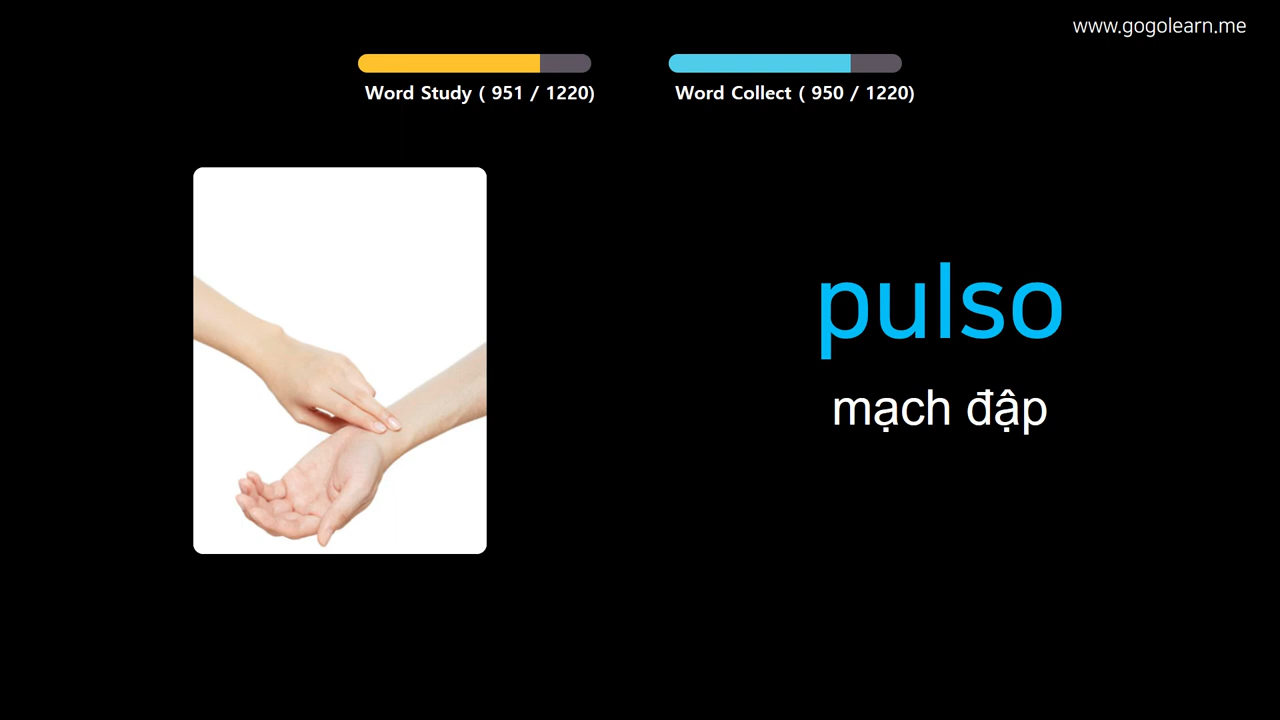 www.gogolearn.me
Word Study ( 951 / 1220)
Word Collect ( 950 / 1220)
pulso
mạch đập